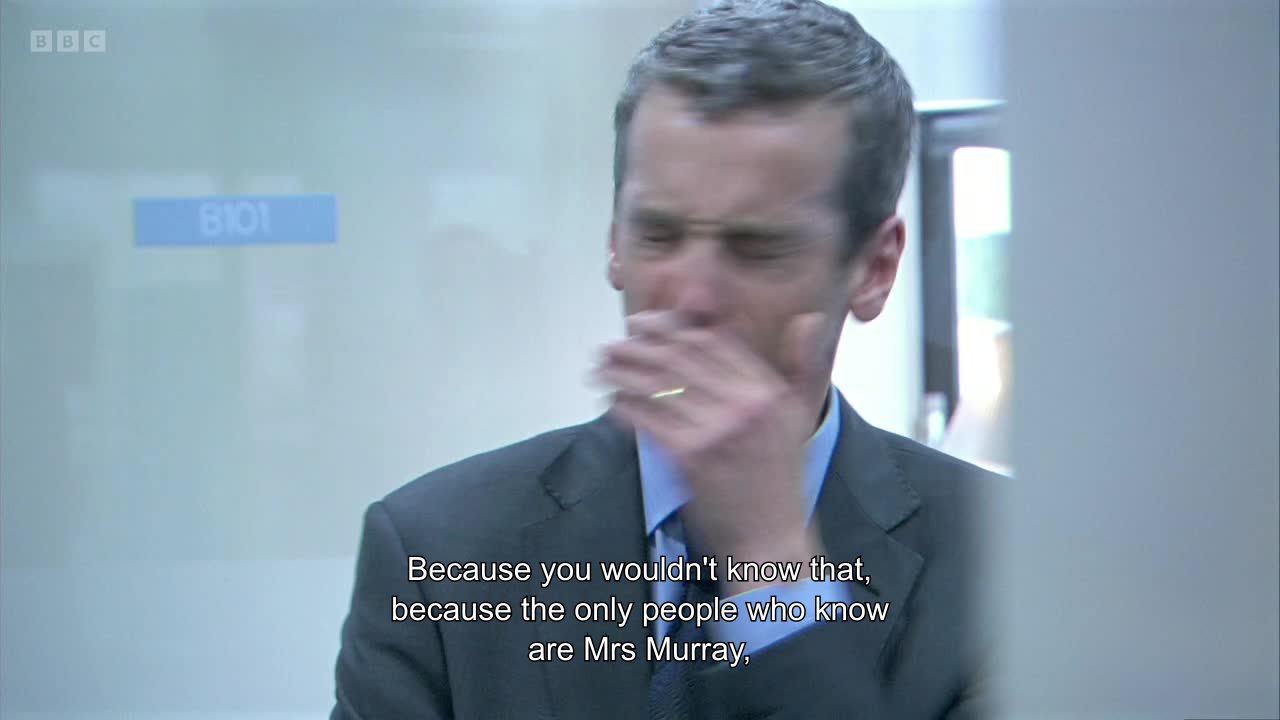 BBC
B101
Because you wouldn't know that,
because the only people who know
are Mrs Murray,